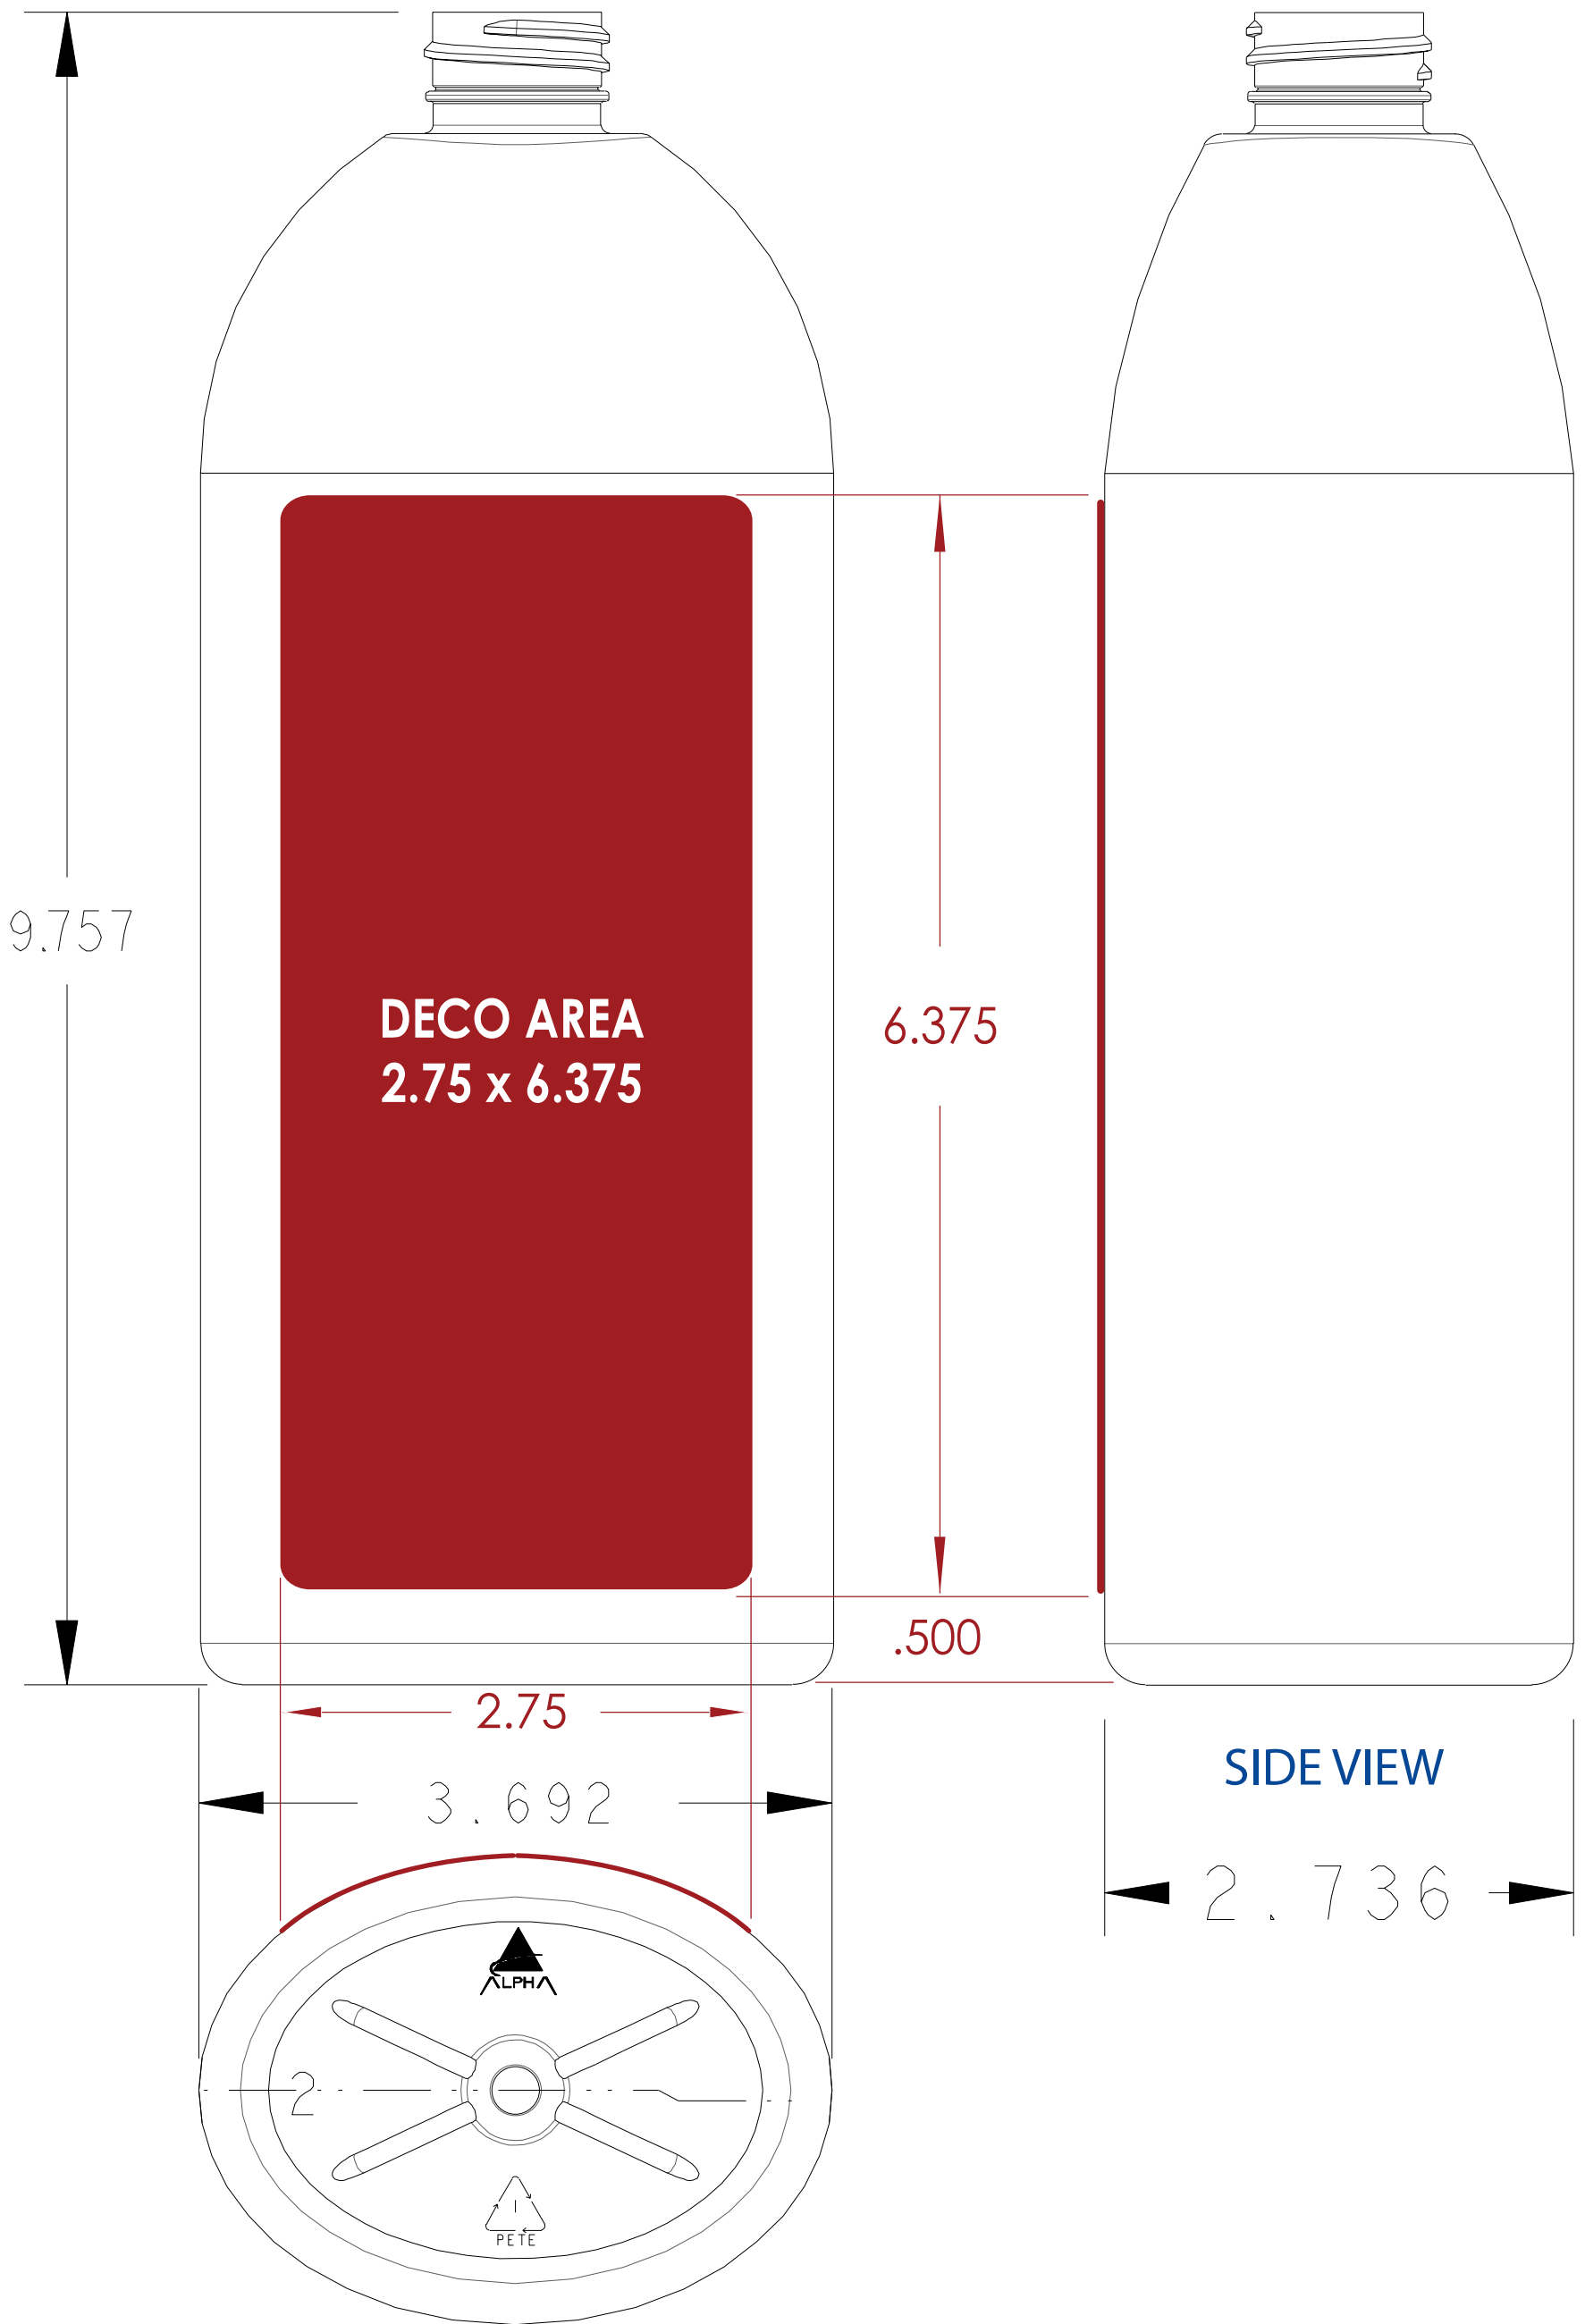 9.757
DECO AREA
2.75 x 6.375
6.375
.500
2.75
3.692
SIDE VIEW
2.736
ALPHA
2
1
PETE